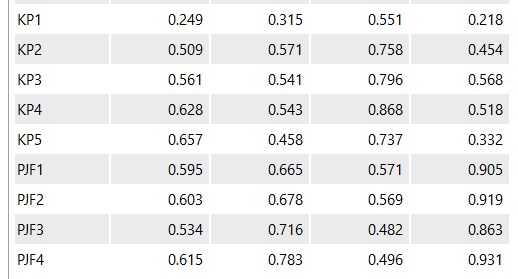 KP1 0.249 0.315 0.551 0.218
KP2 0.509 0.571 0.758 0.454
KP3 0.561 0.541 0.796 0.568
KP4 0.628 0.543 0.868 0.518
KP5 0.657 0.458 0.737 0.332
PJF1 0.595 0.665 0.571 0.905
PJF2 0.603 0.678 0.569 0.919
PJF3 0.534 0.716 0.482 0.863
PJF4 0.615 0.783 0.496 0.931